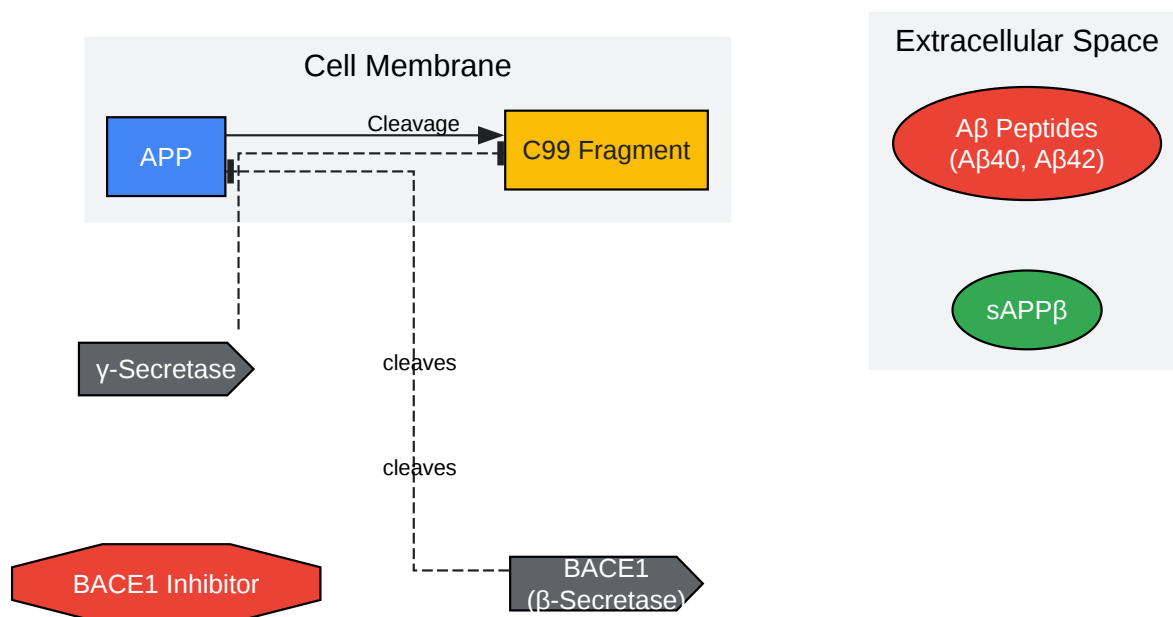 Cell Membrane
Extracellular Space
APP
Cleavage
C99 Fragment
Aβ Peptides
(Aβ40, Aβ42)
sAPPβ
γ-Secretase
cleaves
cleaves
BACE1 Inhibitor
BACE1
(β-Secretase)